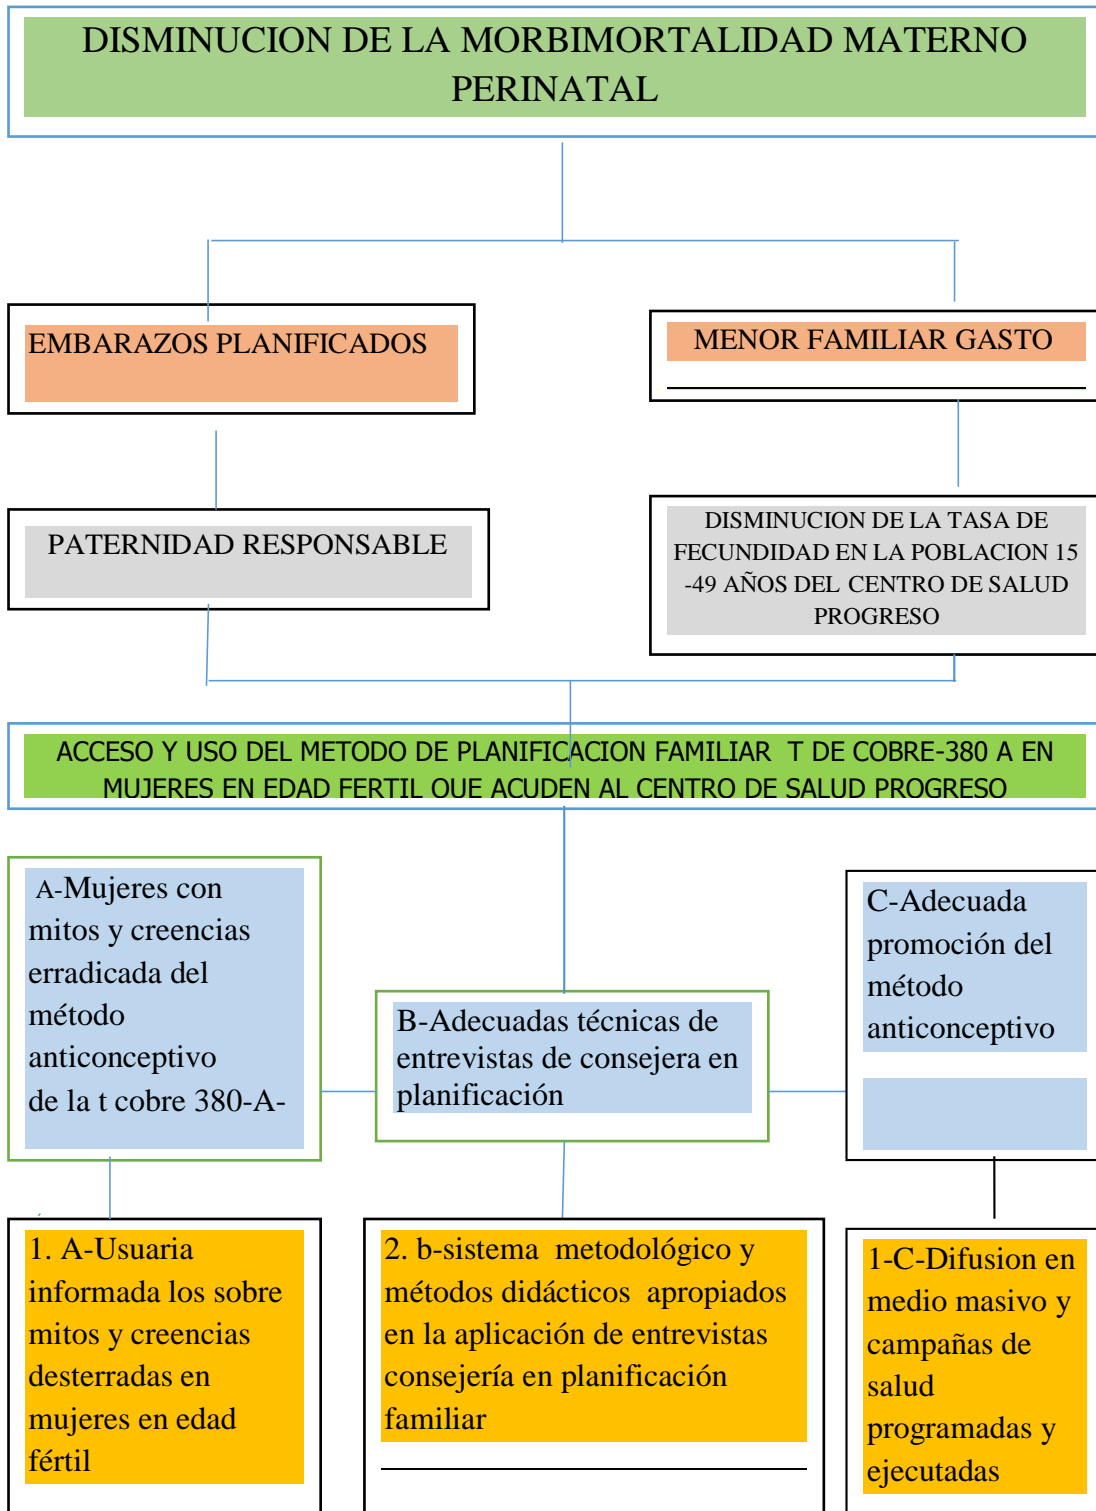 DISMINUCION DE LA MORBIMORTALIDAD MATERNO
PERINATAL
EMBARAZOS PLANIFICADOS
MENOR FAMILIAR GASTO
PATERNIDAD RESPONSABLE
DISMINUCION DE LA TASA DE
FECUNDIDAD EN LA POBLACION 15
-49 AÑOS DEL CENTRO DE SALUD
PROGRESO
ACCESO Y USO DEL METODO DE PLANIFICACION FAMILIAR T DE COBRE-380 A EN
MUJERES EN EDAD FERTIL QUE ACUDEN AL CENTRO DE SALUD PROGRESO
A-Mujeres con
mitos y creencias
erradicada del
método
anticonceptivo
de la t cobre 380-A-
B-Adecuadas técnicas de
entrevistas de consejera en
planificación
C-Adecuada
promoción del
método
anticonceptivo
1. A-Usuaria
informada los sobre
mitos y creencias
desterradas en
mujeres en edad
fértil
2. b-sistema metodológico y
métodos didácticos apropiados
en la aplicación de entrevistas
consejería en planificación
familiar
1-C-Difusion en
medio masivo y
campañas de
salud
programadas y
ejecutadas